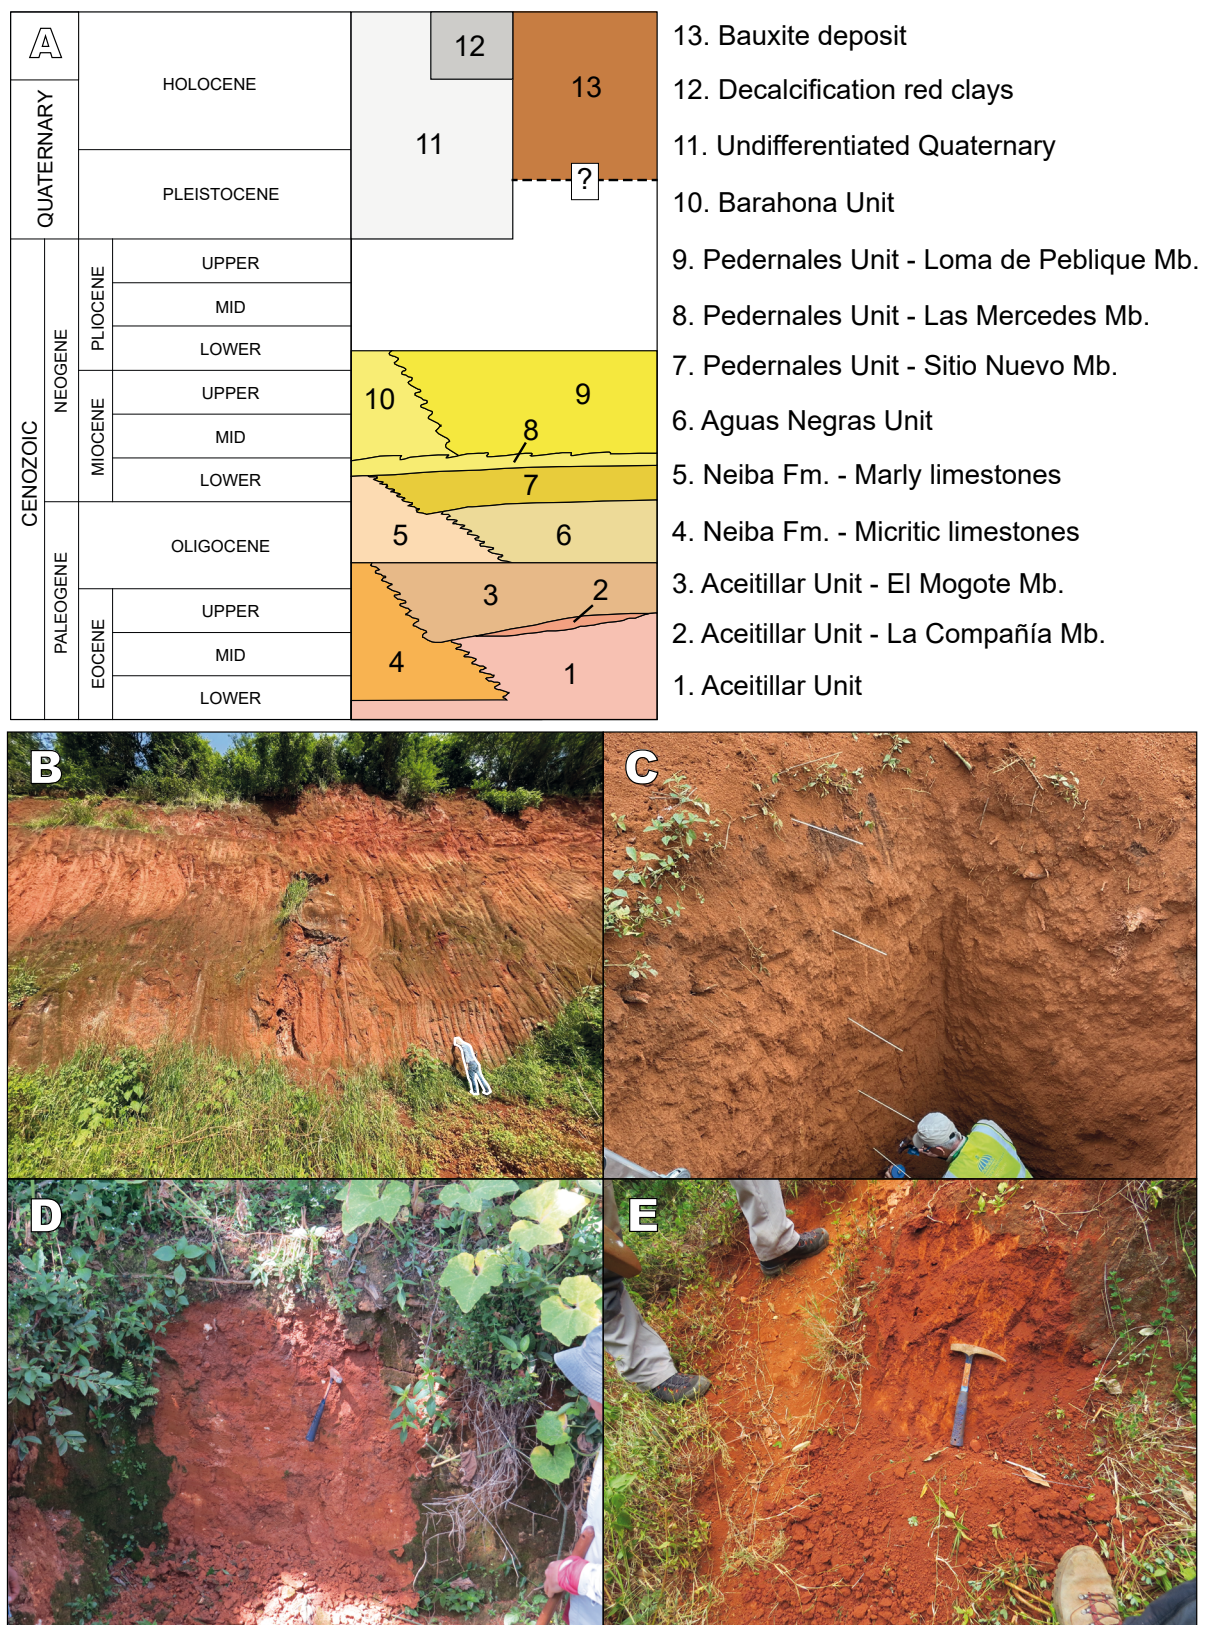 A
QUATERNARY
HOLOCENE
PLEISTOCENE
CENOZOIC
NEOGENE
PLIOCENE
UPPER
MID
LOWER
MIOCENE
UPPER
MID
LOWER
PALEOGENE
OLIGOCENE
EOCENE
UPPER
MID
LOWER
12
13
11
?
10
9
8
7
5
6
3
2
4
1
13. Bauxite deposit
12. Decalcification red clays
11. Undifferentiated Quaternary
10. Barahona Unit
9. Pedernales Unit - Loma de Peblique Mb.
8. Pedernales Unit - Las Mercedes Mb.
7. Pedernales Unit - Sitio Nuevo Mb.
6. Aguas Negras Unit
5. Neiba Fm. - Marly limestones
4. Neiba Fm. - Micritic limestones
3. Aceitillar Unit - El Mogote Mb.
2. Aceitillar Unit - La Compañía Mb.
1. Aceitillar Unit
B
C
D
E